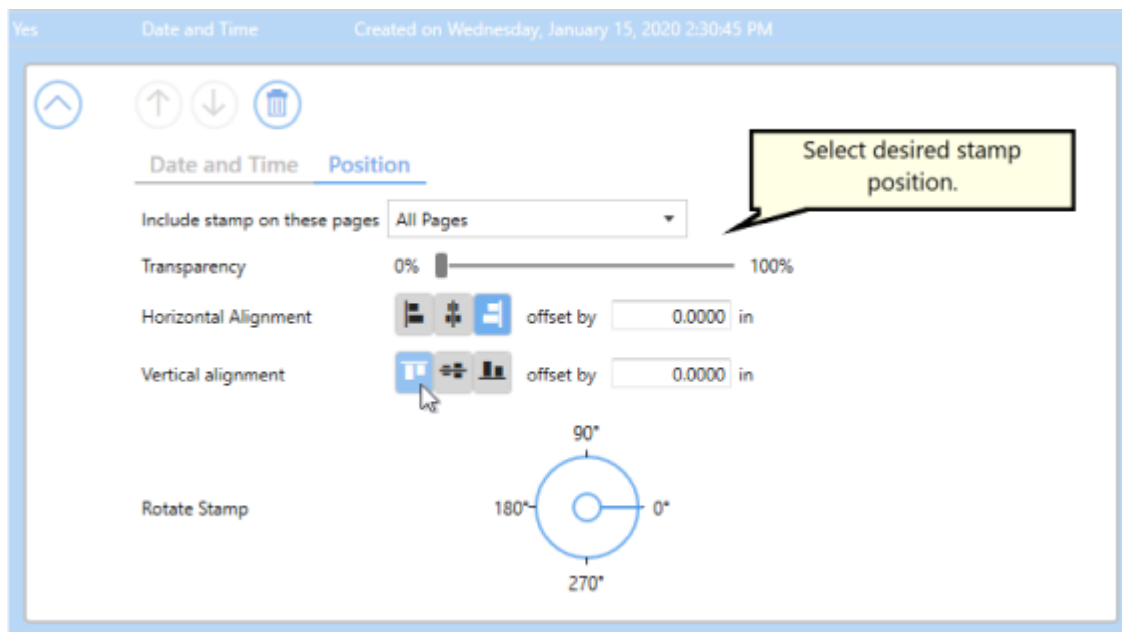 Yes Date and Time Created on Wednesday, January 15, 2020 2:30:45 PM
Select desired stamp
position.
Date and Time Position
Include stamp on these pages All Pages
Transparency 0% 100%
Horizontal Alignment offset by 0.0000 in
Vertical alignment offset by 0.0000 in
90°
Rotate Stamp 180° 0°
270°